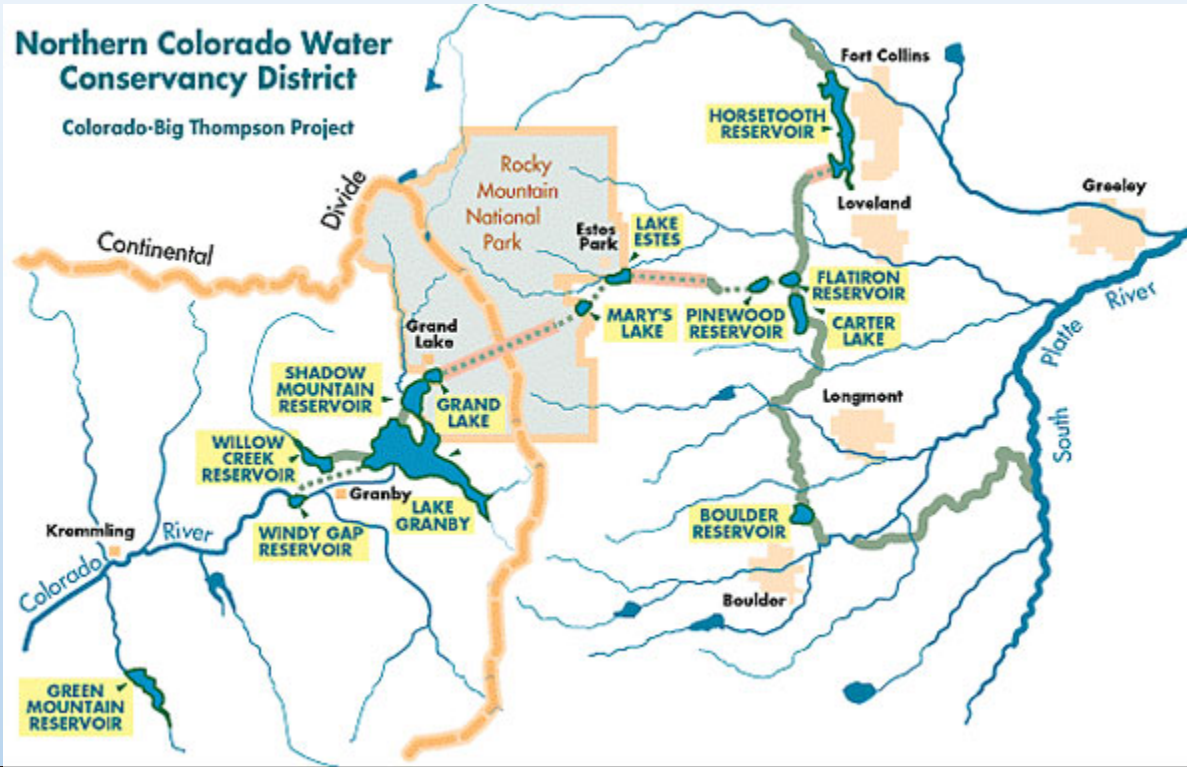 Northern Colorado Water
Conservancy District
Colorado-Big Thompson Project
Fort Collins
HORSETOOTH
RESERVOIR
Rocky
Mountain
National
Park
Divide
Continental
Greeley
Loveland
Estes
Park
LAKE
ESTES
FLATIRON
RESERVOIR
MARY'S
LAKE
PINEWOOD
RESERVOIR
CARTER
LAKE
River
Platte
South
Grand
Lake
SHADOW
MOUNTAIN
RESERVOIR
GRAND
LAKE
Longmont
WILLOW
CREEK
RESERVOIR
Granby
LAKE
GRANBY
WINDY GAP
RESERVOIR
BOULDER
RESERVOIR
Kremmling
River
Colorado
Boulder
GREEN
MOUNTAIN
RESERVOIR